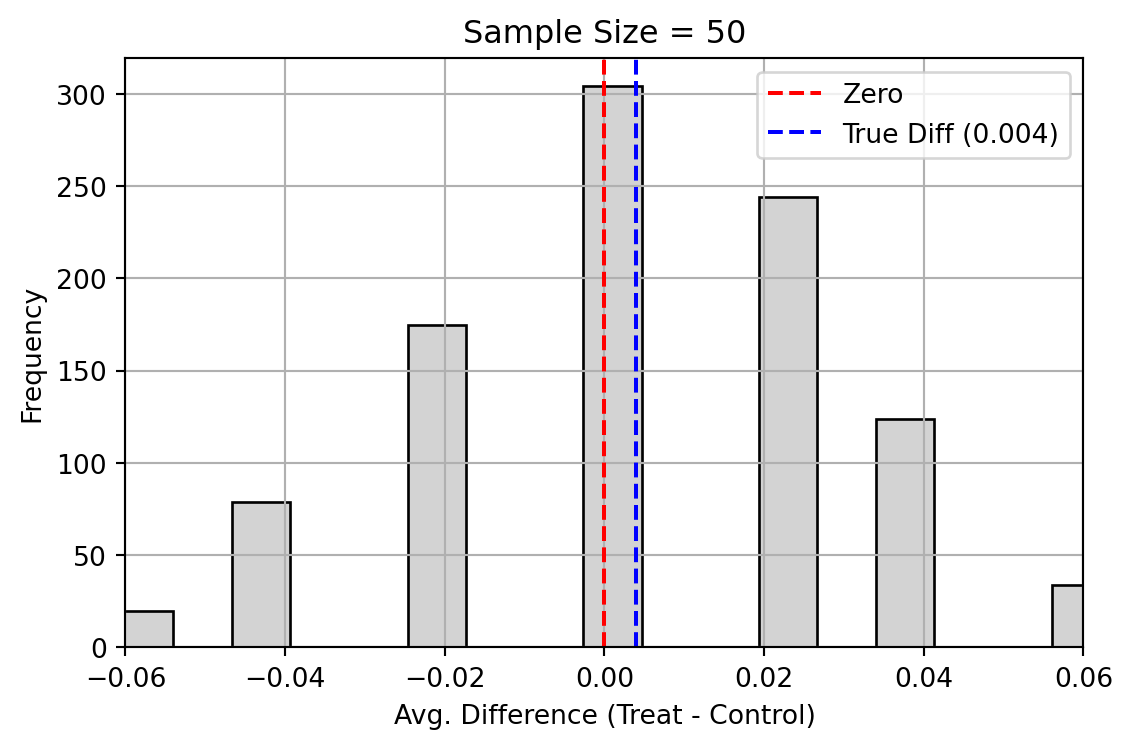 Sample Size = 50
Zero
True Diff (0.004)
Frequency
300
250
200
150
100
50
0
−0.06 −0.04 −0.02 0.00 0.02 0.04 0.06
Avg. Difference (Treat - Control)